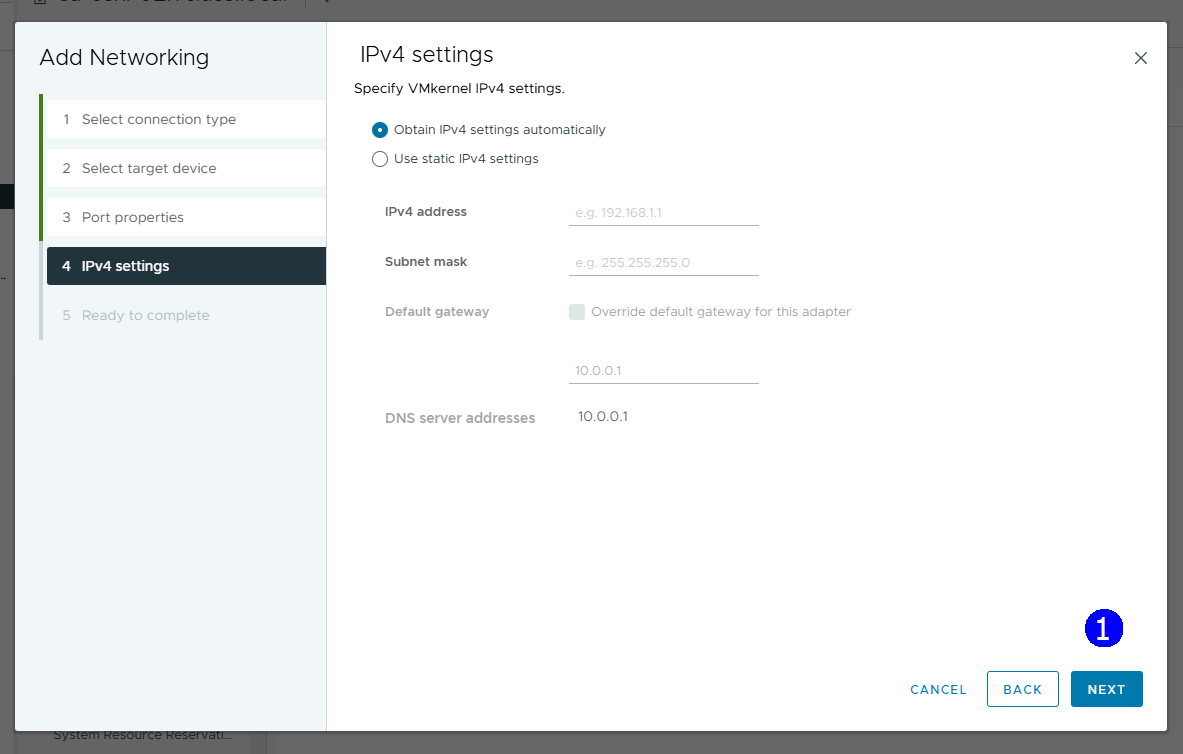 Add Networking
1 Select connection type
2 Select target device
3 Port properties
4 IPv4 settings
5 Ready to complete
IPv4 settings
Specify VMkernel IPv4 settings.
Obtain IPv4 settings automatically
Use static IPv4 settings
IPv4 address e.g. 192.168.1.1
Subnet mask e.g. 255.255.255.0
Default gateway Override default gateway for this adapter
10.0.0.1
DNS server addresses 10.0.0.1
1
CANCEL BACK NEXT
System Resource Reservati...